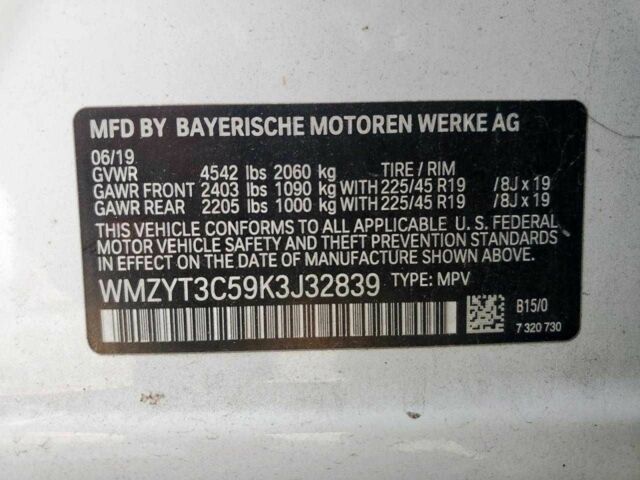 MFD BY BAYERISCHE MOTOREN WERKE AG
06/19
GVWR 4542 lbs 2060 kg TIRE / RIM
GAWR FRONT 2403 lbs 1090 kg WITH 225/45 R19 /8J x 19
GAWR REAR 2205 lbs 1000 kg WITH 225/45 R19 /8J x 19
THIS VEHICLE CONFORMS TO ALL APPLICABLE U. S. FEDERAL
MOTOR VEHICLE SAFETY AND THEFT PREVENTION STANDARDS
IN EFFECT ON THE DATE OF MANUFACTURE SHOWN ABOVE.
WMZYT3C59K3J32839 TYPE: MPV
B15/0
7 320 730